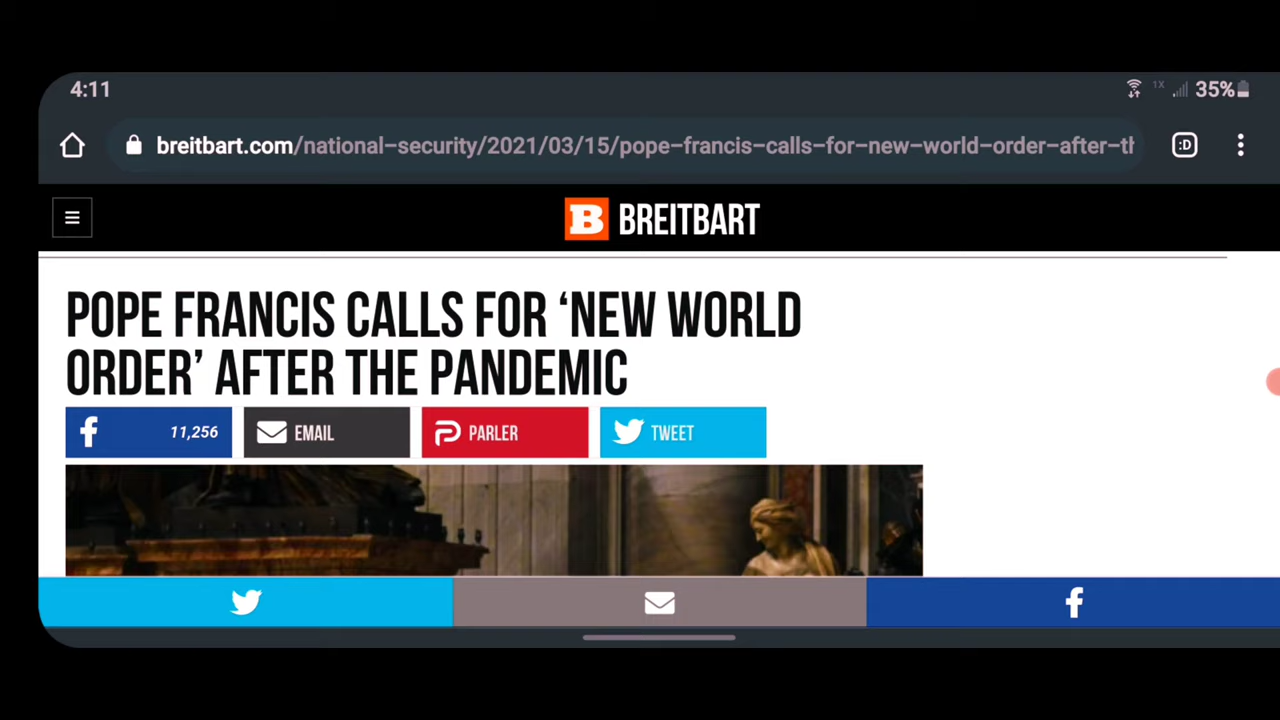 4:11
1X
35%
breitbart.com/national-security/2021/03/15/pope-francis-calls-for-new-world-order-after-th
:D
B BREITBART
POPE FRANCIS CALLS FOR ‘NEW WORLD
ORDER’ AFTER THE PANDEMIC
11,256
EMAIL
PARLER
TWEET